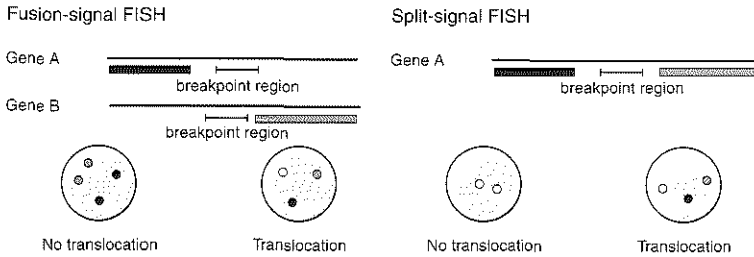 Fusion-signal FISH
Gene A
breakpoint region
Gene B
breakpoint region
No translocation
Translocation
Split-signal FISH
Gene A
breakpoint region
No translocation
Translocation